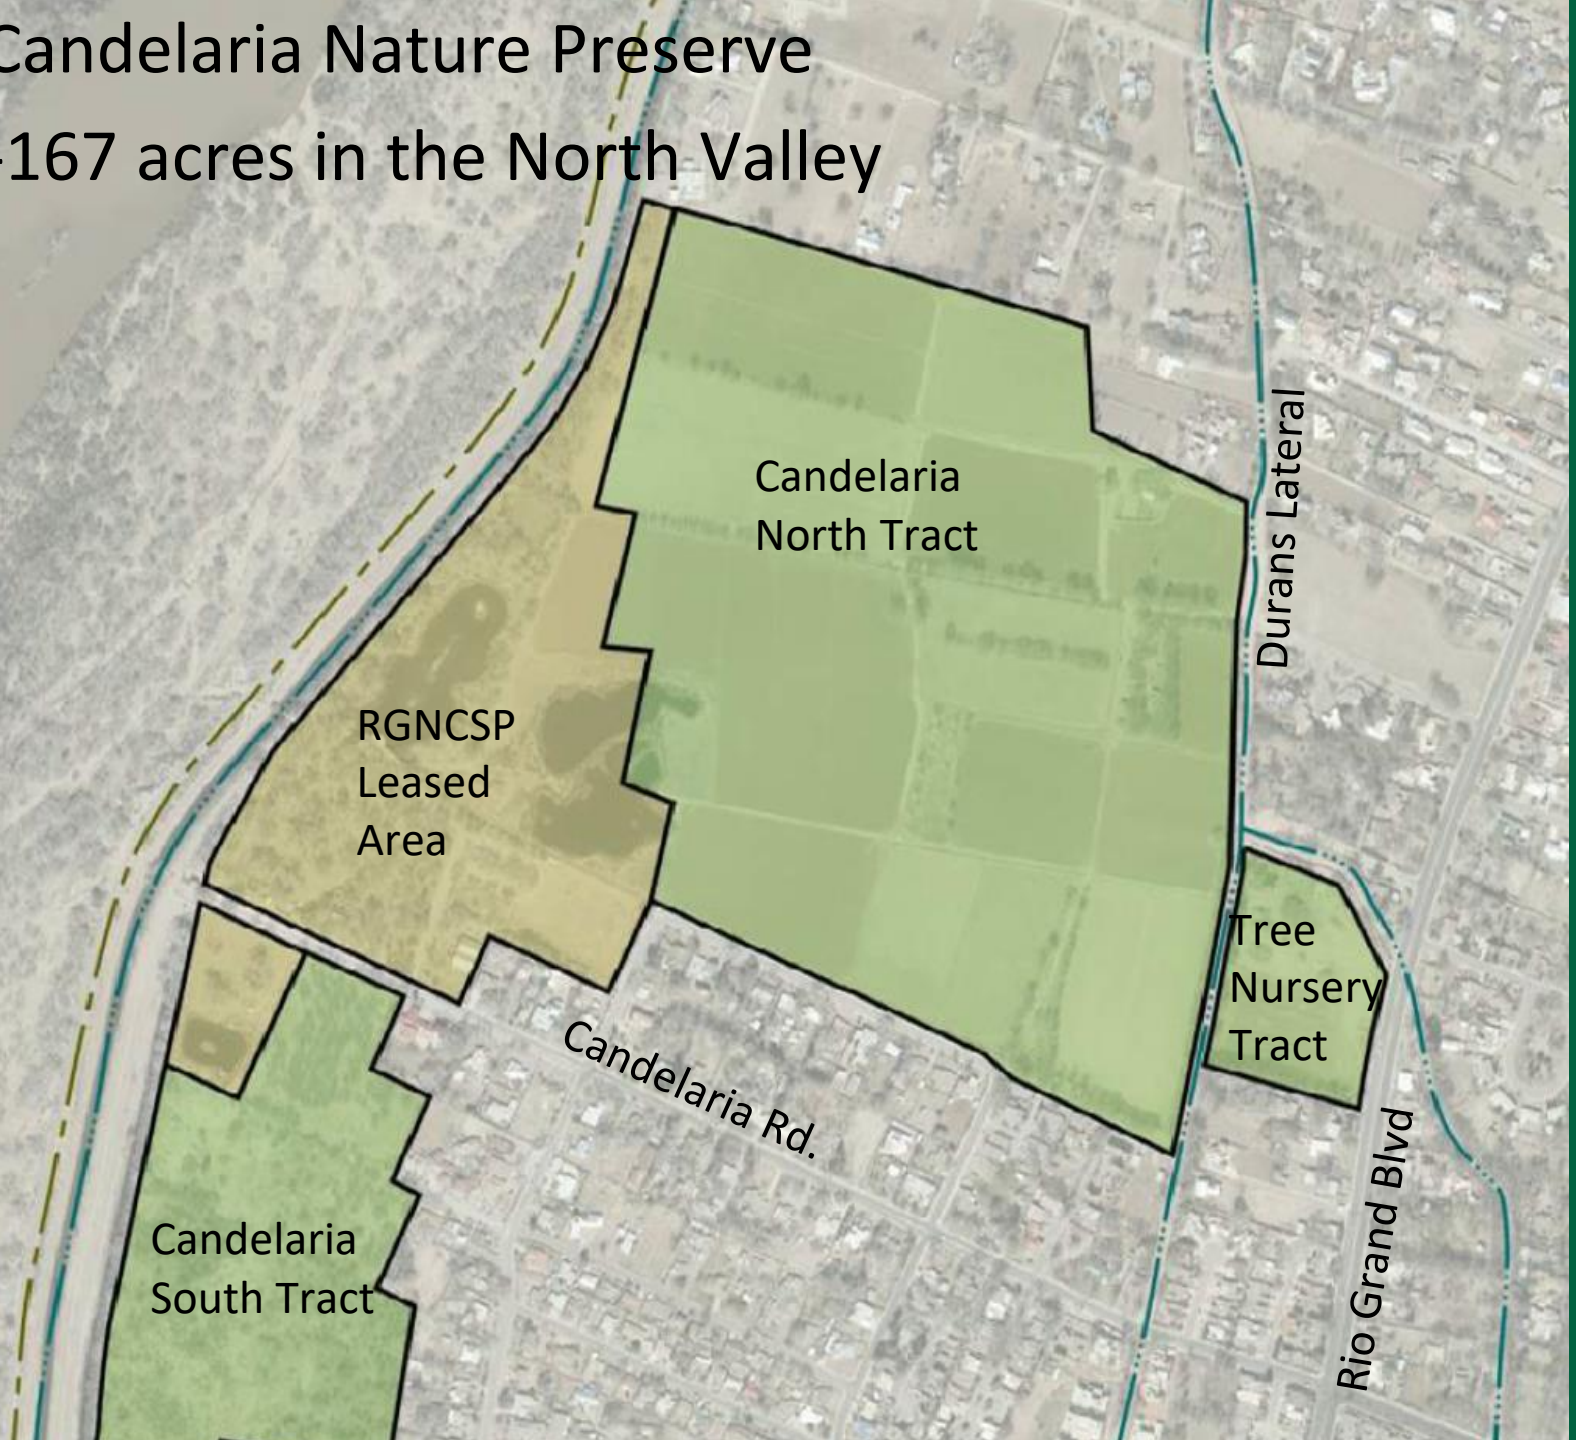 Candelaria Nature Preserve
-167 acres in the North Valley
Candelaria
North Tract
Durans Lateral
RGNCSP
Leased
Area
Tree
Nursery
Tract
Candelaria Rd.
Rio Grand Blvd
Candelaria
South Tract